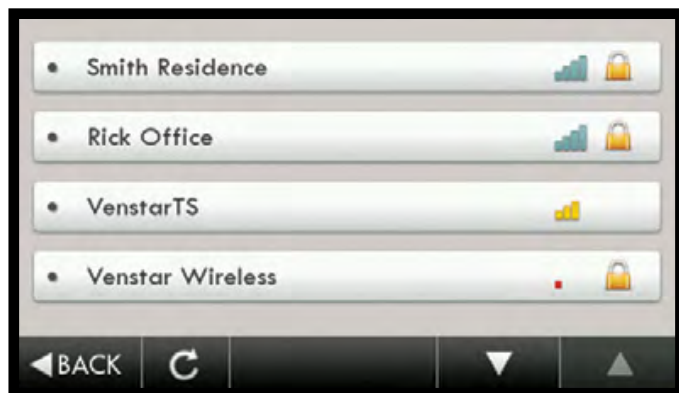 Smith Residence
Rick Office
VenstarTS
Venstar Wireless
BACK